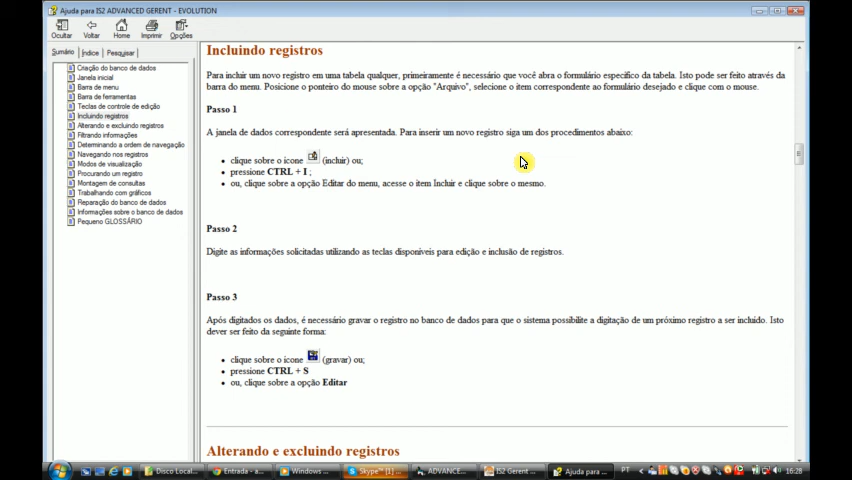 Ajuda para IS2 ADVANCED GERENT - EVOLUTION
Ocultar
Voltar
Home
Imprimir
Opções
Sumário
Índice
Pesquisar
Criação do banco de dados
Janela inicial
Barra de menu
Barra de ferramentas
Teclas de controle de edição
Incluindo registros
Alterando e excluindo registros
Filtrando informações
Determinando a ordem de navegação
Navegando nos registros
Modos de visualização
Procurando um registro
Montagem de consultas
Trabalhando com gráficos
Reparação do banco de dados
Informações sobre o banco de dados
Pequeno GLOSSÁRIO
Incluindo registros
Para incluir um novo registro em uma tabela qualquer, primeiramente é necessário que você abra o formulário especifico da tabela. Isto pode ser feito através da
barra do menu. Posicione o ponteiro do mouse sobre a opção "Arquivo", selecione o item correspondente ao formulário desejado e clique com o mouse.
Passo 1
A janela de dados correspondente será apresentada. Para inserir um novo registro siga um dos procedimentos abaixo:
clique sobre o icone (incluir) ou;
pressione CTRL + I ;
ou, clique sobre a opção Editar do menu, acesse o item Incluir e clique sobre o mesmo.
Passo 2
Digite as informações solicitadas utilizando as teclas disponiveis para edição e inclusão de registros.
Passo 3
Após digitados os dados, é necessário gravar o registro no banco de dados para que o sistema possibilite a digitação de um próximo registro a ser incluido. Isto
dever ser feito da seguinte forma:
clique sobre o icone (gravar) ou;
pressione CTRL + S
ou, clique sobre a opção Editar
Alterando e excluindo registros
Disco Local...
Entrada - a...
Windows ...
Skype™ [1] ...
ADVANCE...
IS2 Gerent ...
Ajuda para ...
PT
16:28